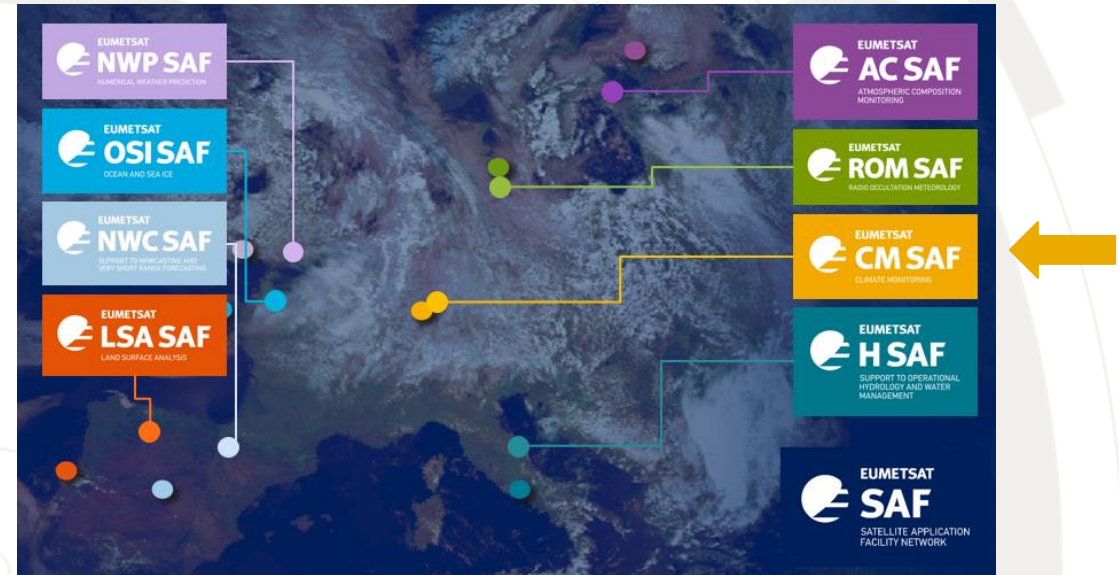 EUMETSAT
NWP SAF
NUMERICAL WEATHER PREDICTION
EUMETSAT
OSI SAF
OCEAN AND SEA ICE
EUMETSAT
NWC SAF
SUPPORT TO NOWCASTING AND
VERY SHORT RANGE FORECASTING
EUMETSAT
LSA SAF
LAND SURFACE ANALYSIS
EUMETSAT
AC SAF
ATMOSPHERIC COMPOSITION
MONITORING
EUMETSAT
ROM SAF
RADIO OCCULTATION METEOROLOGY
EUMETSAT
CM SAF
CLIMATE MONITORING
EUMETSAT
H SAF
SUPPORT TO OPERATIONAL
HYDROLOGY AND WATER
MANAGEMENT
EUMETSAT
SAF
SATELLITE APPLICATION
FACILITY NETWORK